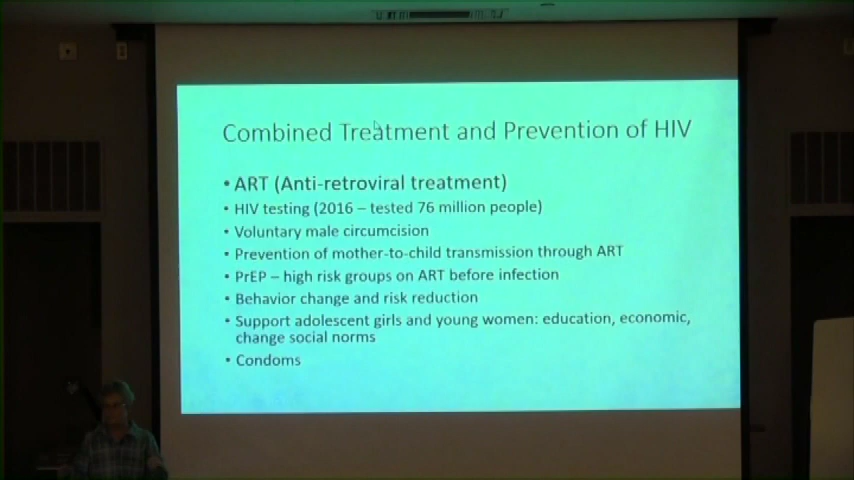 Combined Treatment and Prevention of HIV
• ART (Anti-retroviral treatment)
• HIV testing (2016 – tested 76 million people)
• Voluntary male circumcision
• Prevention of mother-to-child transmission through ART
• PrEP – high risk groups on ART before infection
• Behavior change and risk reduction
• Support adolescent girls and young women: education, economic,
change social norms
• Condoms